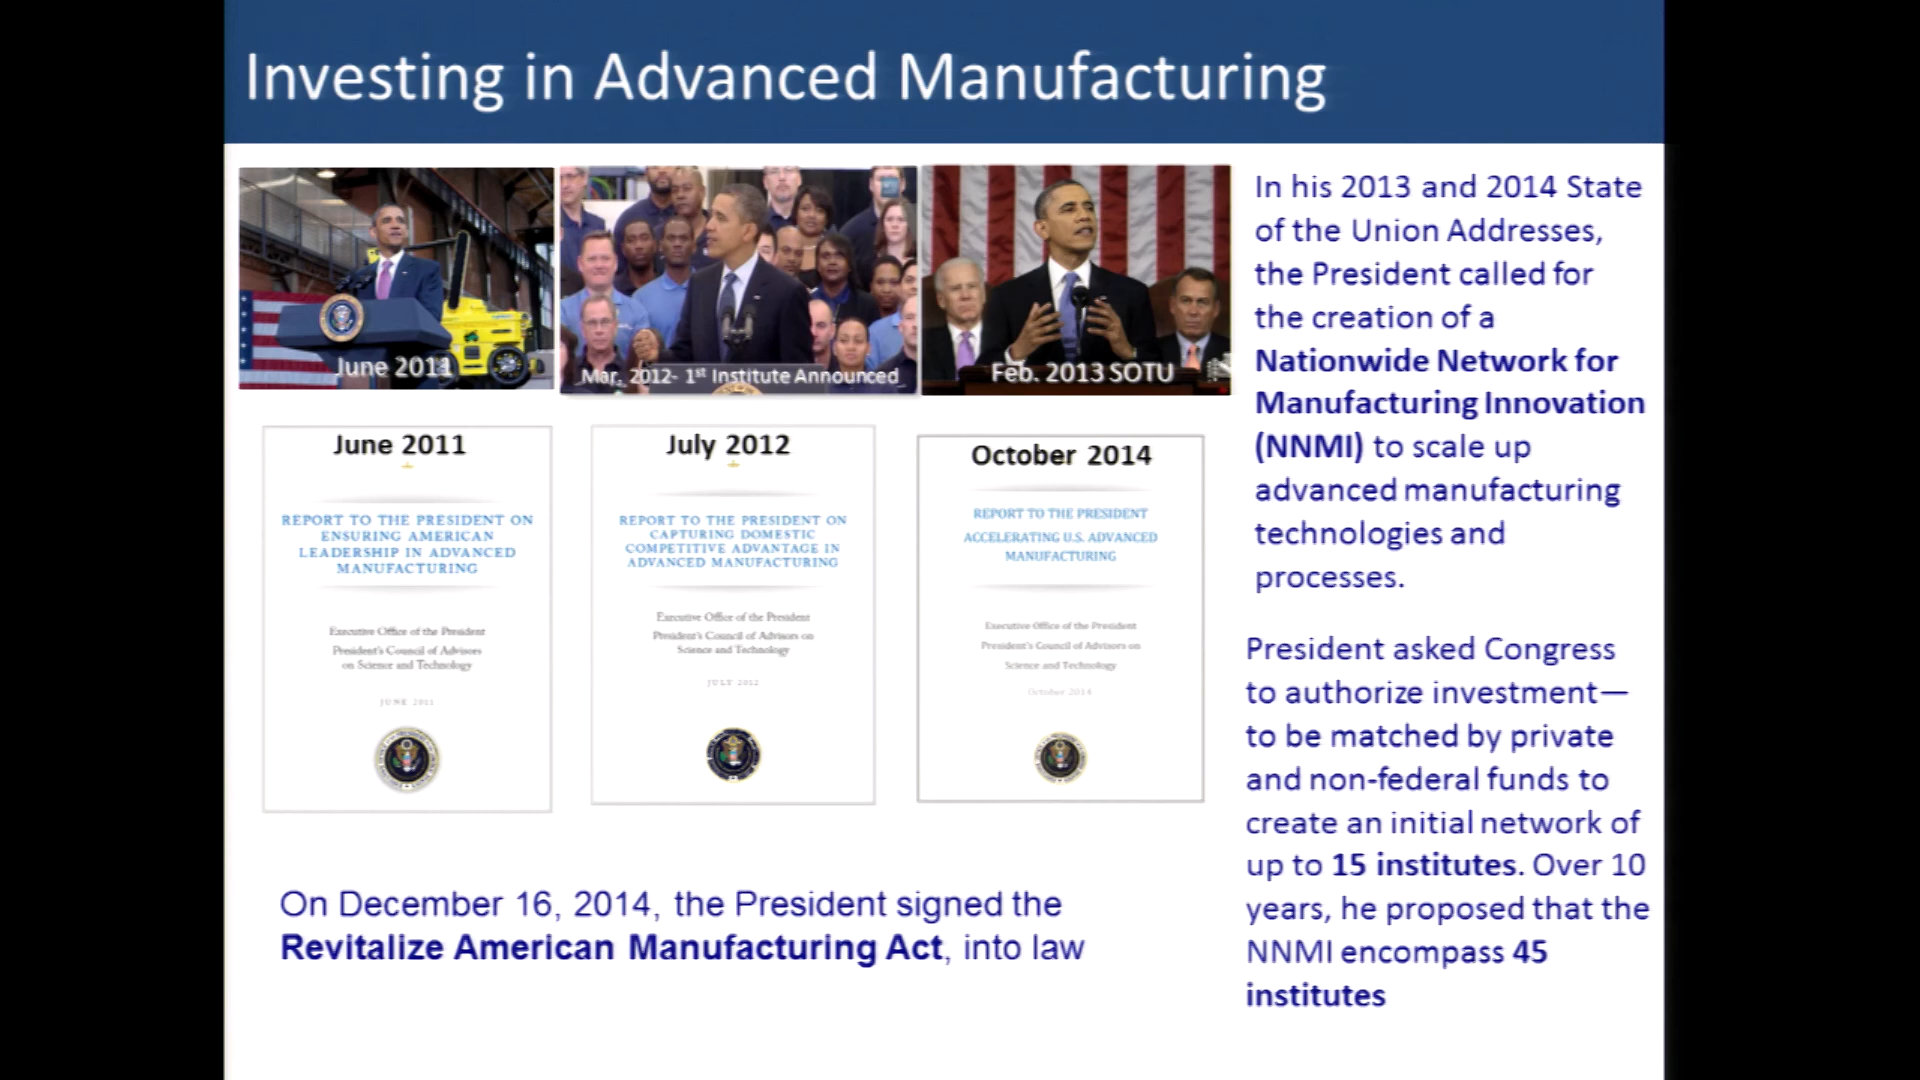 Investing in Advanced Manufacturing
June 2011
Mar. 2012- 1st Institute Announced
Feb. 2013 SOTU
June 2011
REPORT TO THE PRESIDENT ON
ENSURING AMERICAN
LEADERSHIP IN ADVANCED
MANUFACTURING
Executive Office of the President
President's Council of Advisors
on Science and Technology
JUNE 2011
July 2012
REPORT TO THE PRESIDENT ON
CAPTURING DOMESTIC
COMPETITIVE ADVANTAGE IN
ADVANCED MANUFACTURING
Executive Office of the President
President's Council of Advisors on
Science and Technology
JULY 2012
October 2014
REPORT TO THE PRESIDENT
ACCELERATING U.S. ADVANCED
MANUFACTURING
Executive Office of the President
President's Council of Advisors on
Science and Technology
October 2014
On December 16, 2014, the President signed the
Revitalize American Manufacturing Act, into law
In his 2013 and 2014 State
of the Union Addresses,
the President called for
the creation of a
Nationwide Network for
Manufacturing Innovation
(NNMI) to scale up
advanced manufacturing
technologies and
processes.
President asked Congress
to authorize investment—
to be matched by private
and non-federal funds to
create an initial network of
up to 15 institutes. Over 10
years, he proposed that the
NNMI encompass 45
institutes